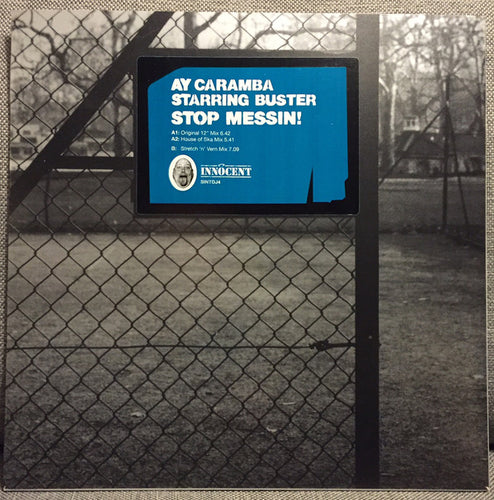 AY CARAMBA
STARRING BUSTER
STOP MESSIN!
A1: Original 12" Mix 6.42
A2: House of Ska Mix 5.41
B: Stretch 'n' Vern Mix 7.09
INNOCENT
SINTDJ4